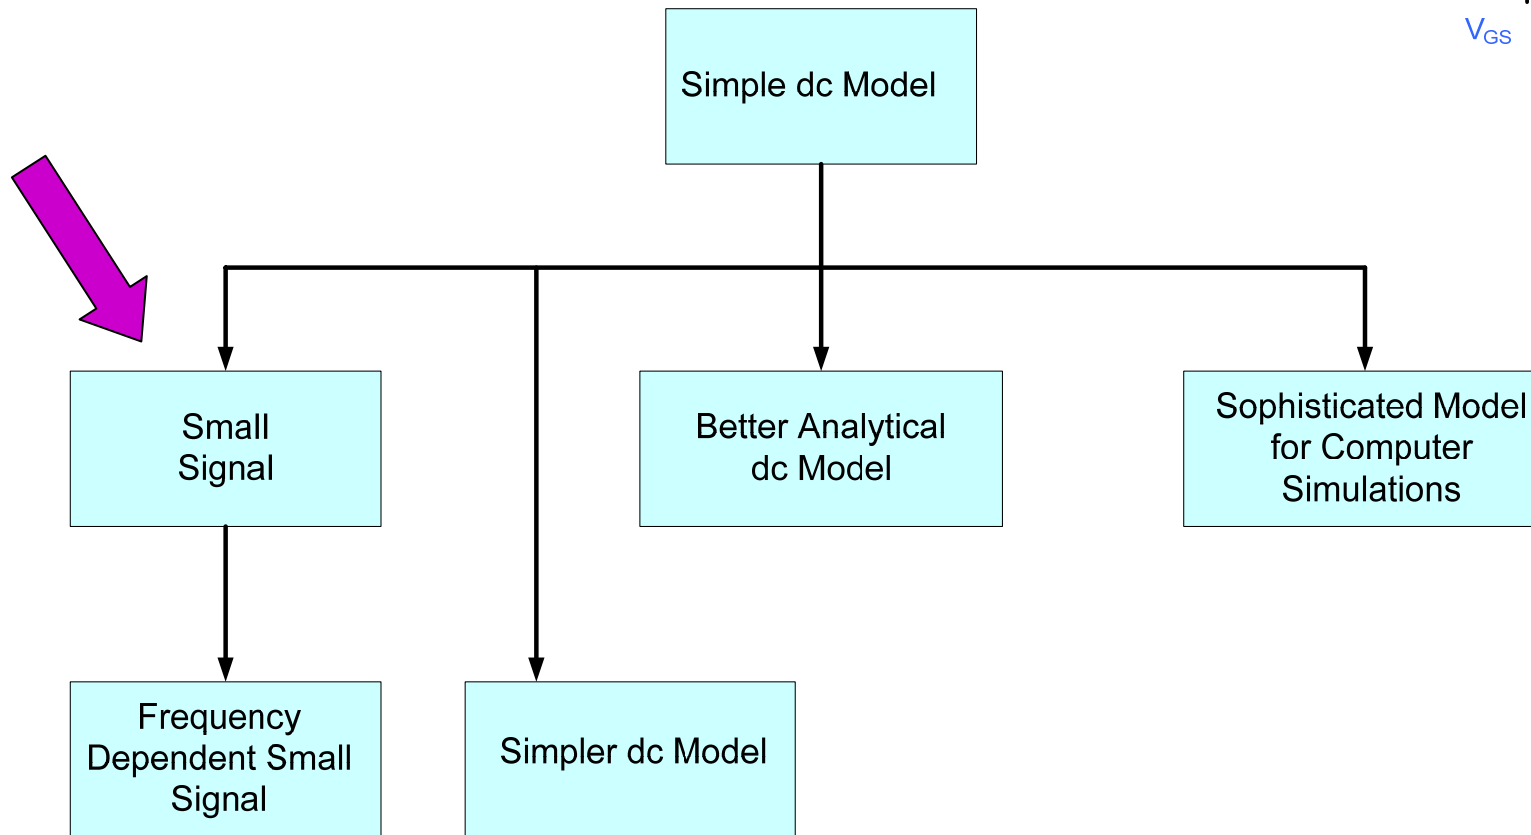 V_GS
Simple dc Model
Small
Signal
Better Analytical
dc Model
Sophisticated Model
for Computer
Simulations
Frequency
Dependent Small
Signal
Simpler dc Model